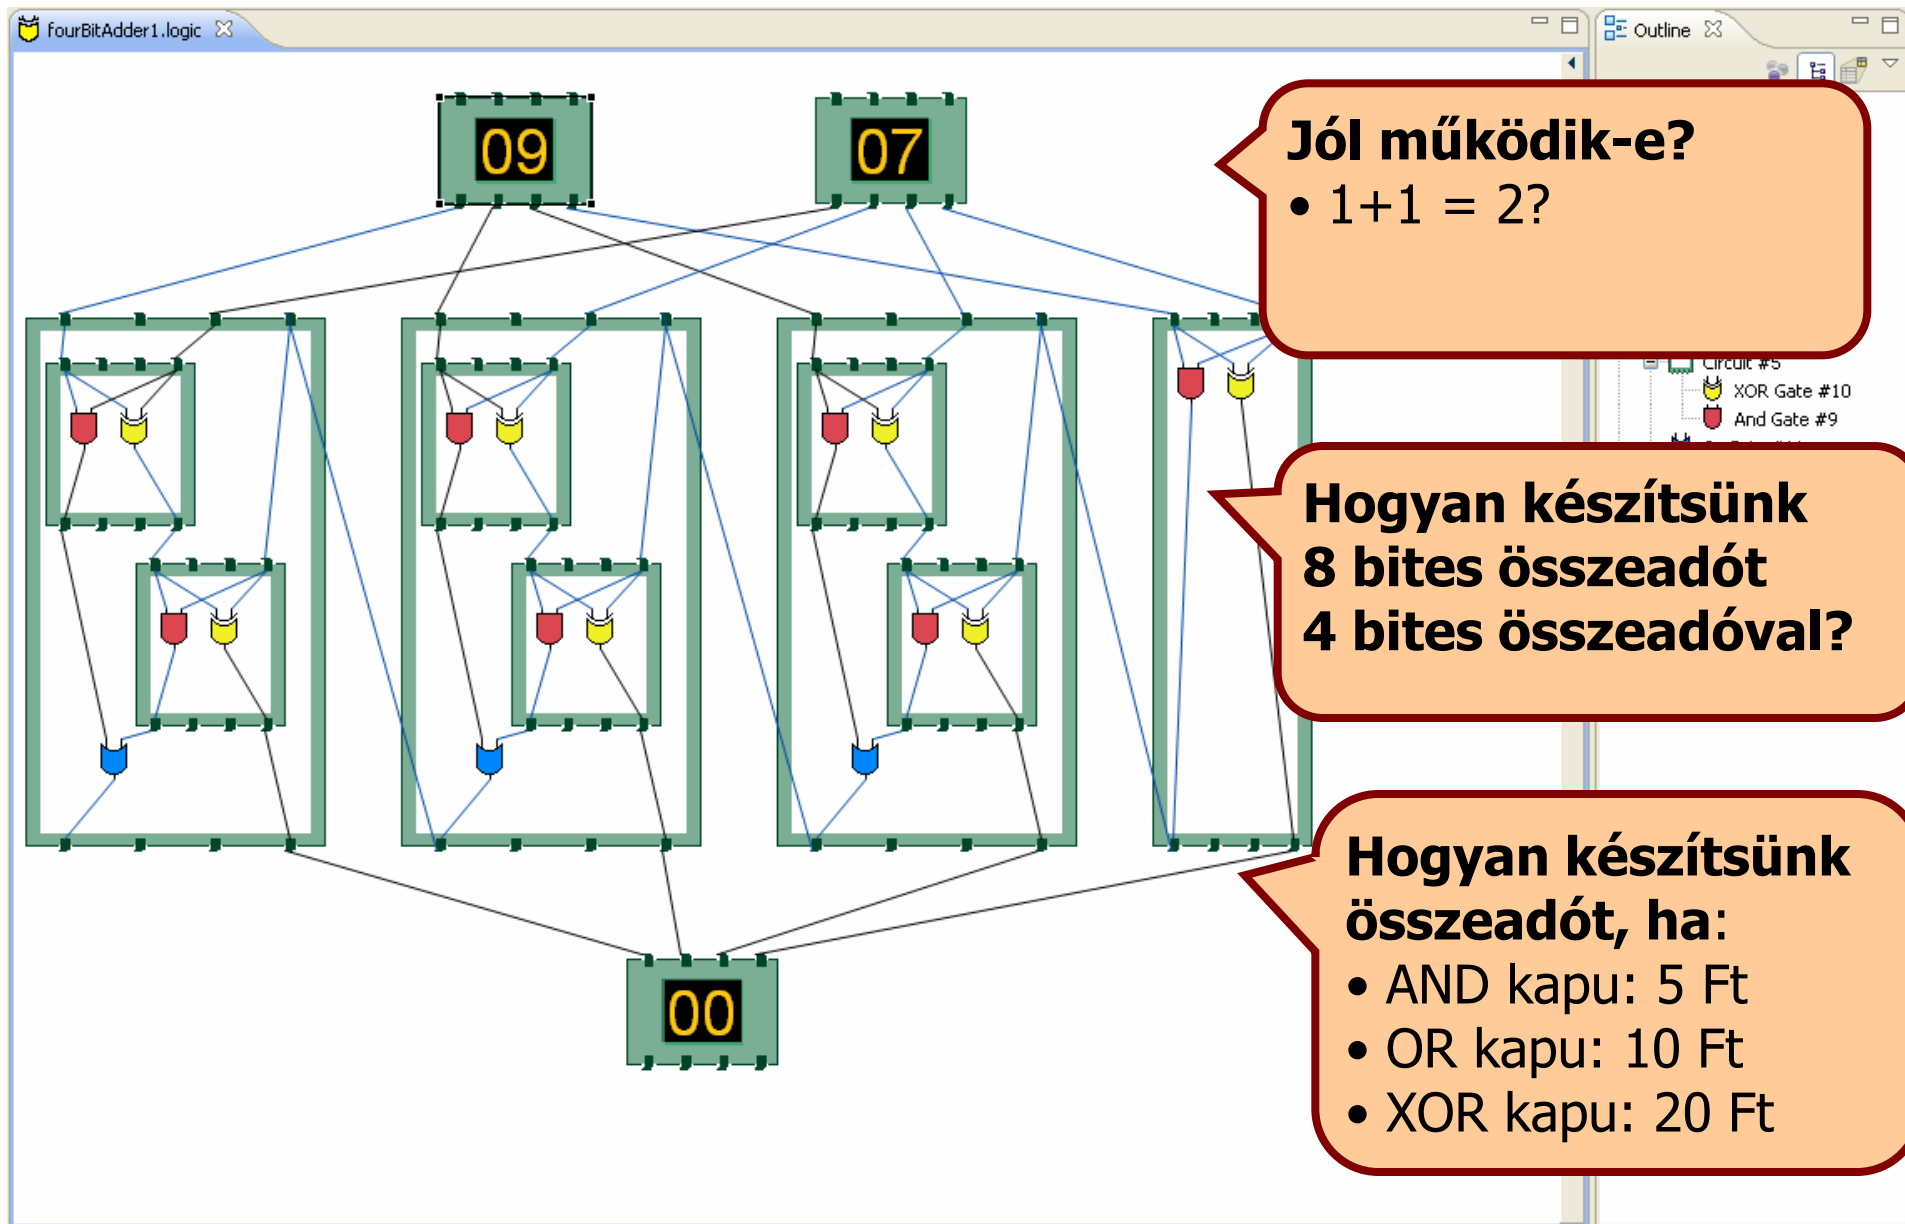 fourBitAdder1.logic
Outline
09
07
Jól működik-e?
• 1+1 = 2?
Circuit #5
XOR Gate #10
And Gate #9
Hogyan készítsünk
8 bites összeadót
4 bites összeadóval?
Hogyan készítsünk
összeadót, ha:
• AND kapu: 5 Ft
• OR kapu: 10 Ft
• XOR kapu: 20 Ft
00